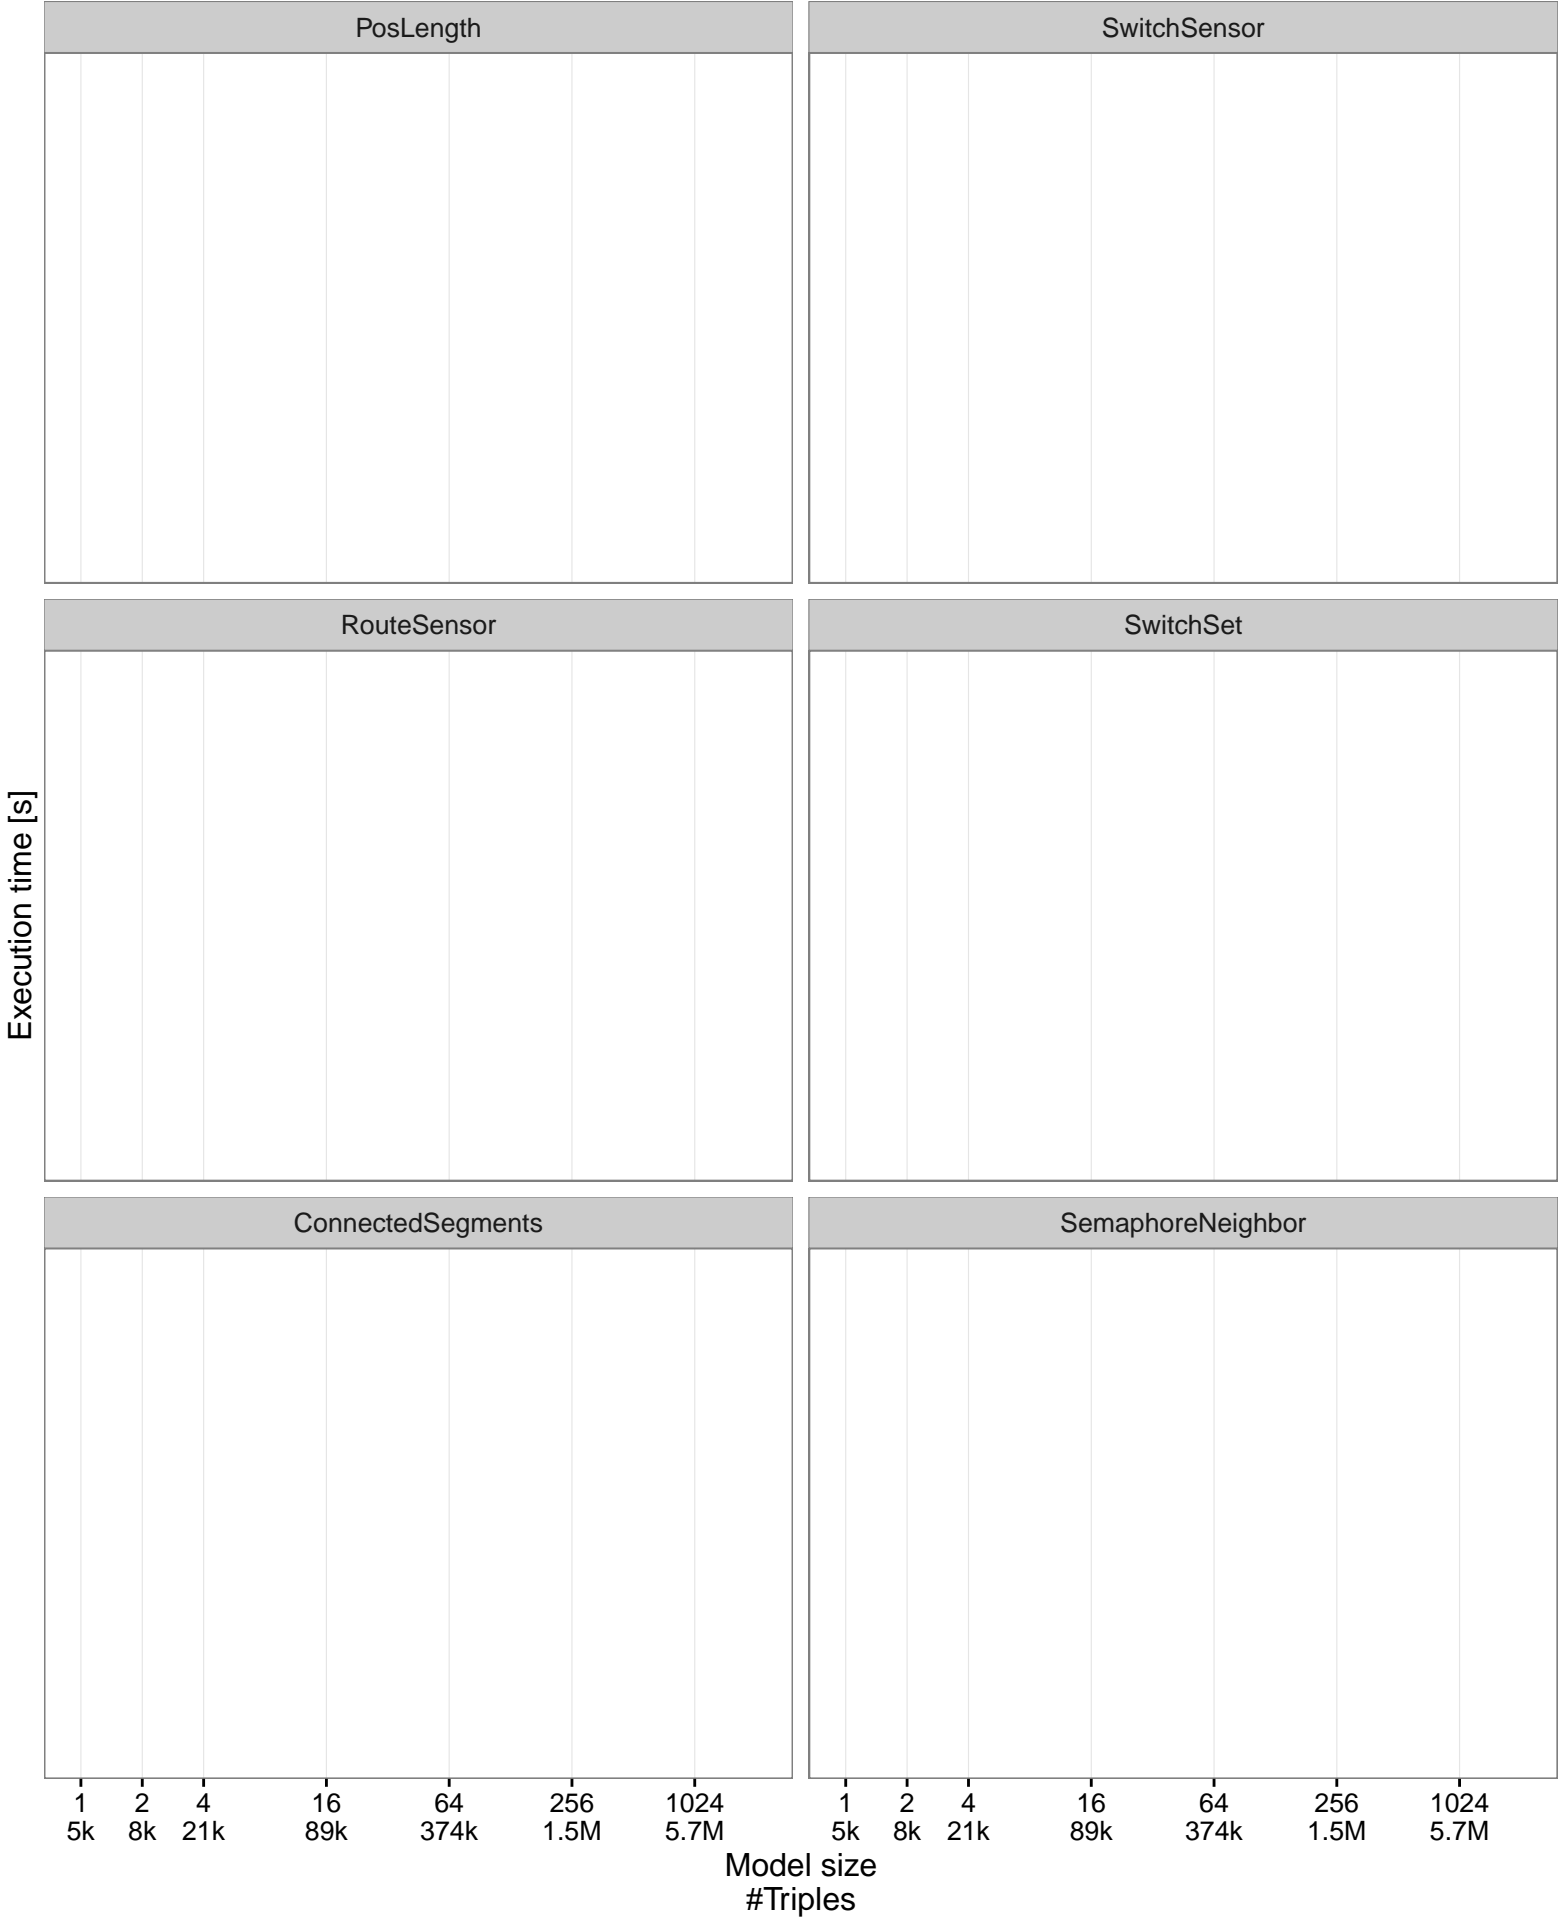 PosLength
SwitchSensor
RouteSensor
SwitchSet
Execution time [s]
ConnectedSegments
SemaphoreNeighbor
1 2 4 16 64 256 1024
5k 8k 21k 89k 374k 1.5M 5.7M
1 2 4 16 64 256 1024
5k 8k 21k 89k 374k 1.5M 5.7M
Model size
#Triples